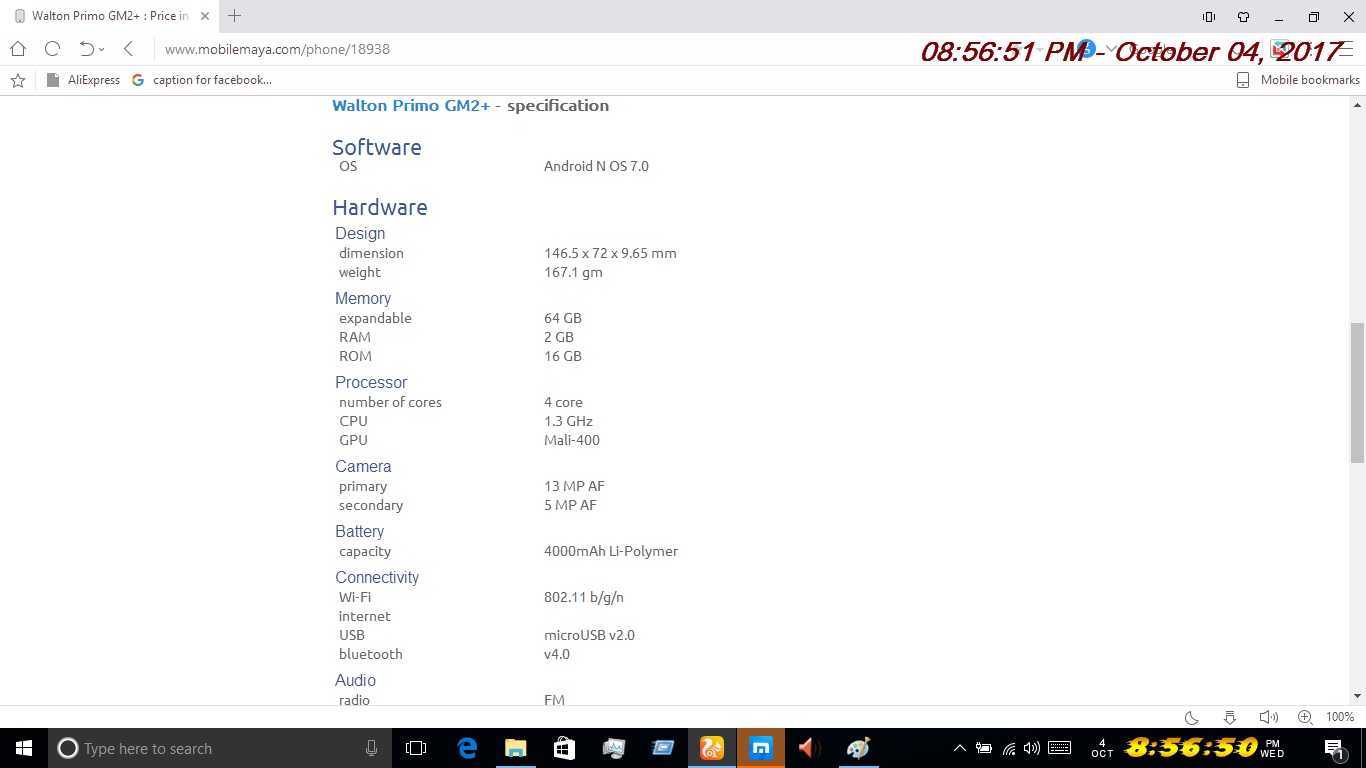 Walton Primo GM2+ : Price in
www.mobilemaya.com/phone/18938
08:56:51 PM - October 04, 2017
AliExpress caption for facebook... Mobile bookmarks
Walton Primo GM2+ - specification
Software
OS Android N OS 7.0
Hardware
Design
dimension 146.5 x 72 x 9.65 mm
weight 167.1 gm
Memory
expandable 64 GB
RAM 2 GB
ROM 16 GB
Processor
number of cores 4 core
CPU 1.3 GHz
GPU Mali-400
Camera
primary 13 MP AF
secondary 5 MP AF
Battery
capacity 4000mAh Li-Polymer
Connectivity
Wi-Fi 802.11 b/g/n
internet
USB microUSB v2.0
bluetooth v4.0
Audio
radio FM
100%
Type here to search
4 OCT 8:56:50 PM WED 1